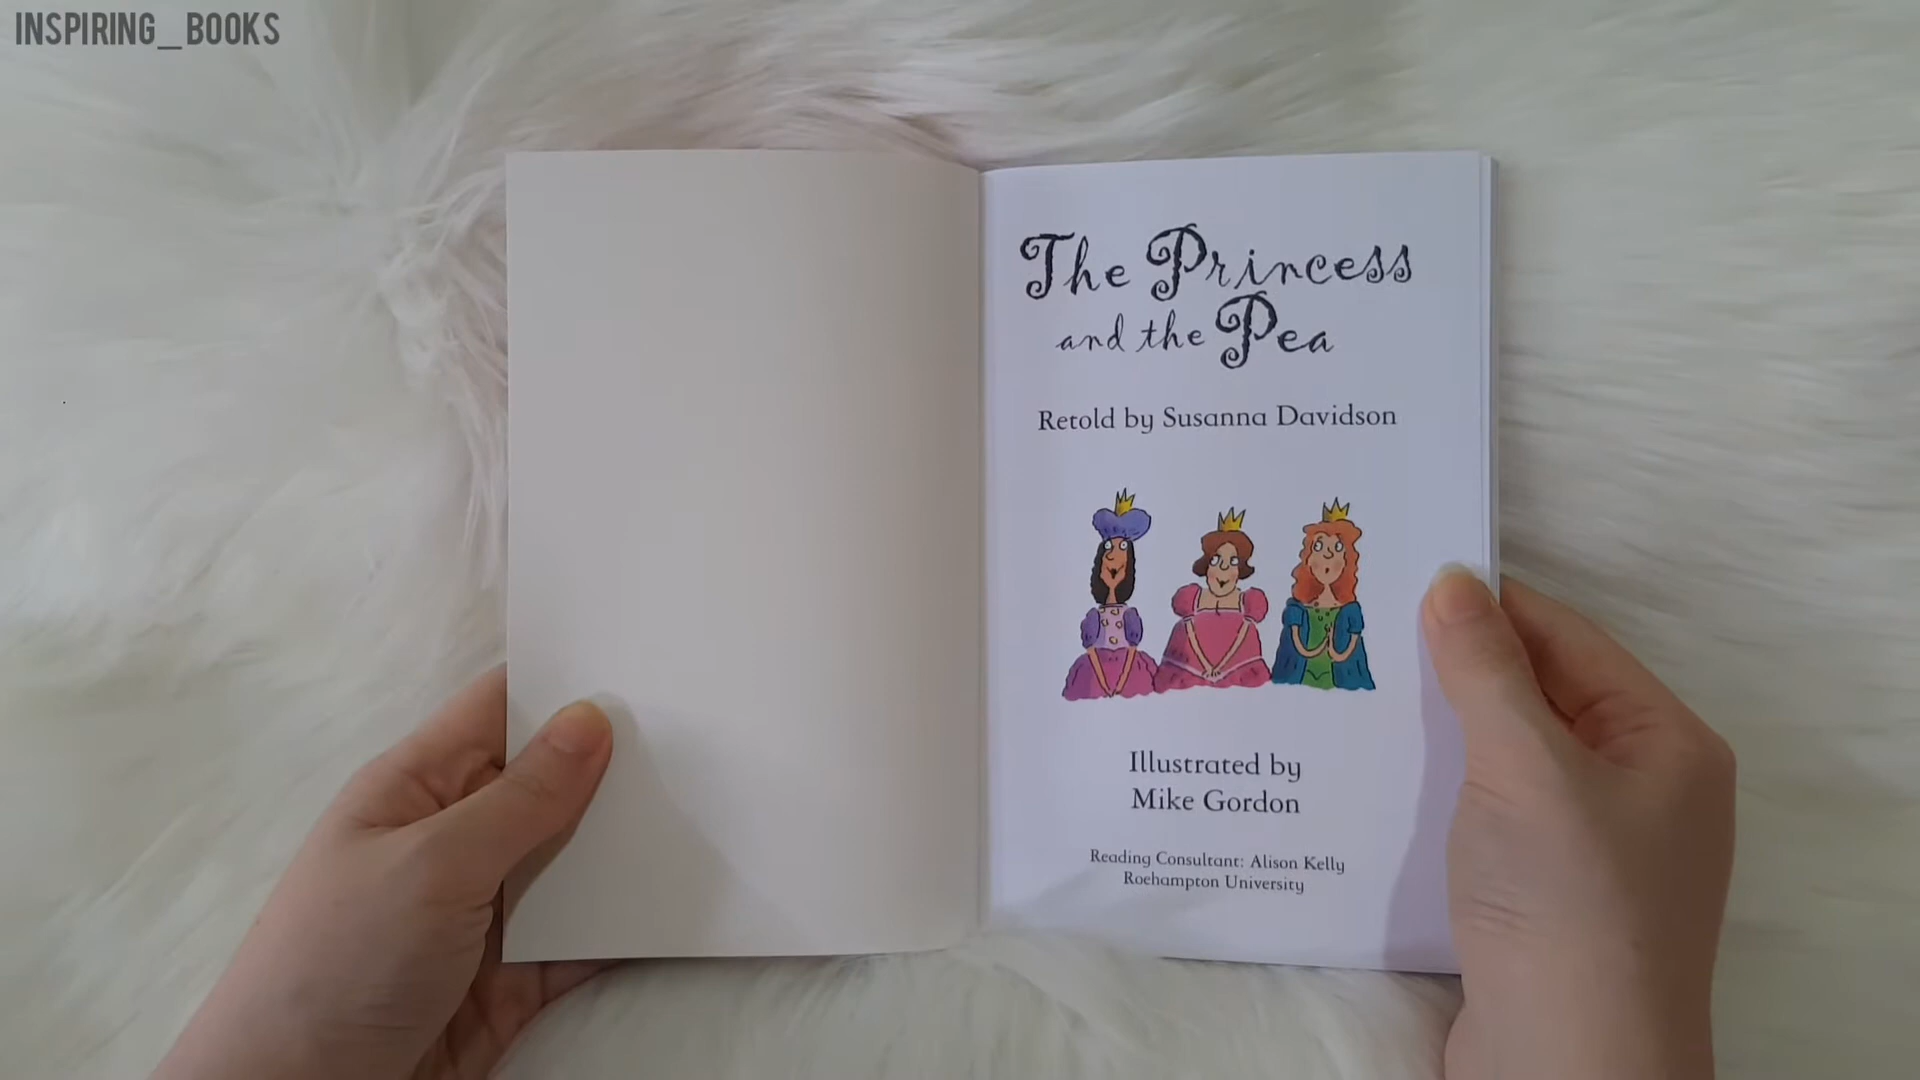 INSPIRING_BOOKS
The Princess
and the Pea
Retold by Susanna Davidson
Illustrated by
Mike Gordon
Reading Consultant: Alison Kelly
Roehampton University